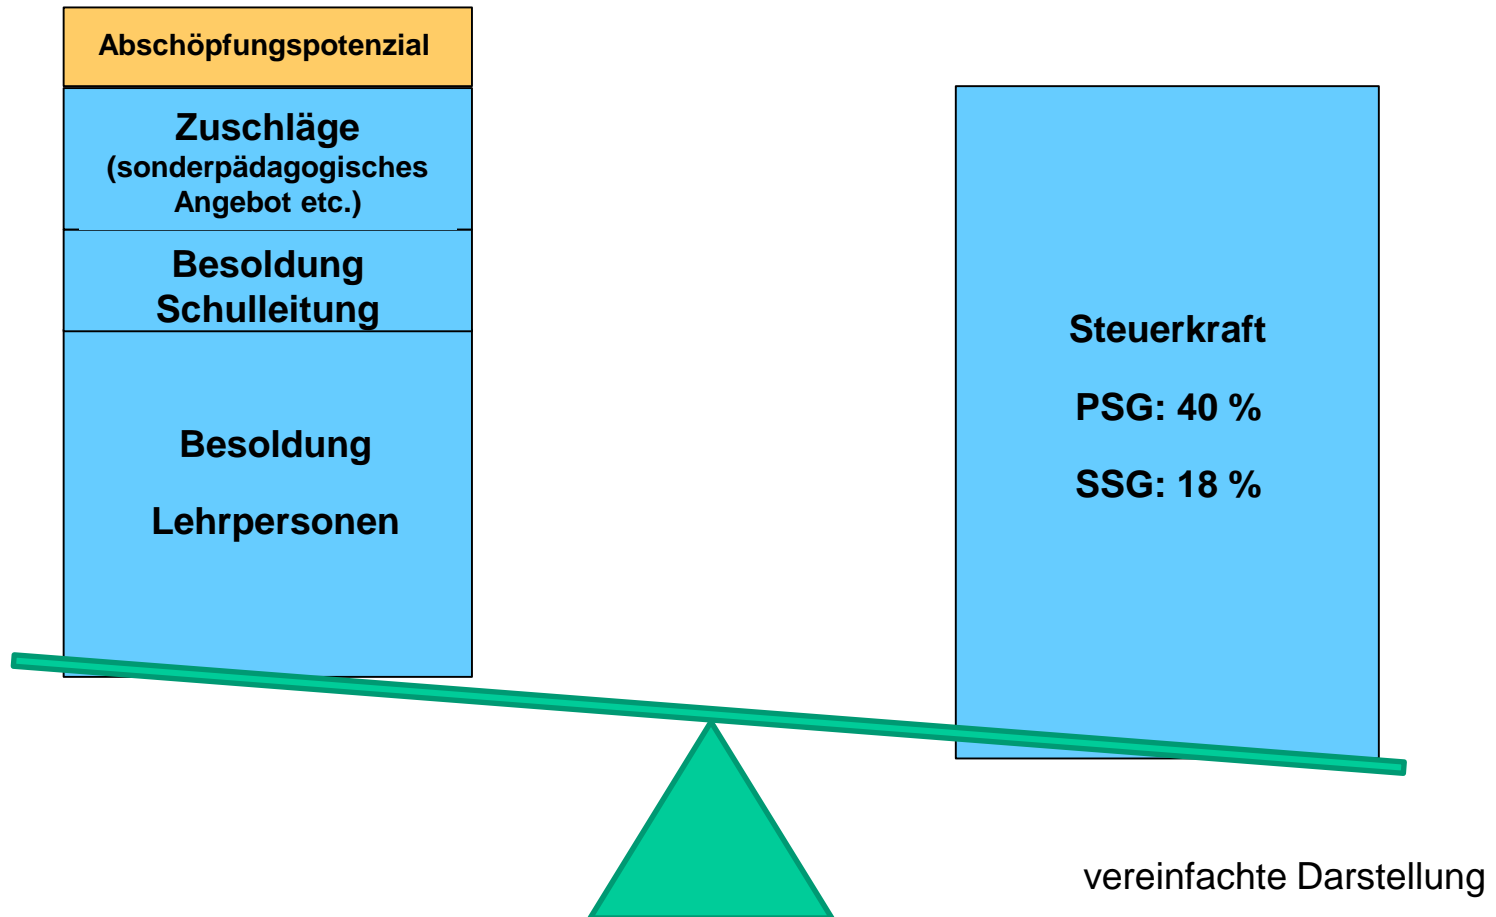 Abschöpfungspotenzial
Zuschläge
(sonderpädagogisches
Angebot etc.)
Besoldung
Schulleitung
Besoldung
Lehrpersonen
Steuerkraft
PSG: 40 %
SSG: 18 %
vereinfachte Darstellung